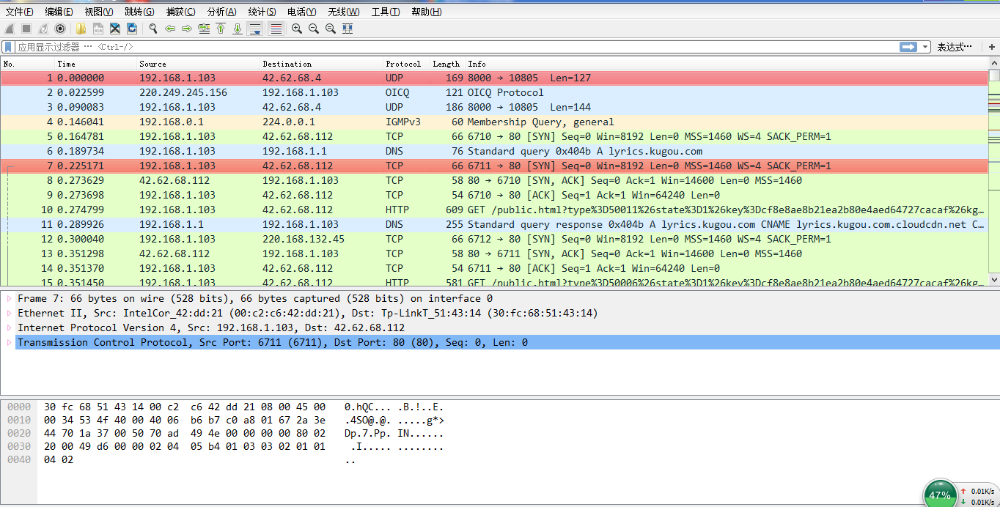 文件(F) 编辑(E) 视图(V) 跳转(G) 捕获(C) 分析(A) 统计(S) 电话(Y) 无线(W) 工具(T) 帮助(H)
应用显示过滤器 … <Ctrl-/> 表达式… +
No. Time Source Destination Protocol Length Info
1 0.000000 192.168.1.103 42.62.68.4 UDP 169 8000 → 10805 Len=127
2 0.022599 220.249.245.156 192.168.1.103 OICQ 121 OICQ Protocol
3 0.090083 192.168.1.103 42.62.68.4 UDP 186 8000 → 10805 Len=144
4 0.146041 192.168.0.1 224.0.0.1 IGMPv3 60 Membership Query, general
5 0.164781 192.168.1.103 42.62.68.112 TCP 66 6710 → 80 [SYN] Seq=0 Win=8192 Len=0 MSS=1460 WS=4 SACK_PERM=1
6 0.189734 192.168.1.103 192.168.1.1 DNS 76 Standard query 0x404b A lyrics.kugou.com
7 0.225171 192.168.1.103 42.62.68.112 TCP 66 6711 → 80 [SYN] Seq=0 Win=8192 Len=0 MSS=1460 WS=4 SACK_PERM=1
8 0.273629 42.62.68.112 192.168.1.103 TCP 58 80 → 6710 [SYN, ACK] Seq=0 Ack=1 Win=14600 Len=0 MSS=1460
9 0.273698 192.168.1.103 42.62.68.112 TCP 54 6710 → 80 [ACK] Seq=1 Ack=1 Win=64240 Len=0
10 0.274799 192.168.1.103 42.62.68.112 HTTP 609 GET /public.html?type%3D50011%26state%3D1%26key%3Dcf8e8ae8b21ea2b80e4aed64727cacaf%26kg…
11 0.289926 192.168.1.1 192.168.1.103 DNS 255 Standard query response 0x404b A lyrics.kugou.com CNAME lyrics.kugou.com.cloudcdn.net C…
12 0.300040 192.168.1.103 220.168.132.45 TCP 66 6712 → 80 [SYN] Seq=0 Win=8192 Len=0 MSS=1460 WS=4 SACK_PERM=1
13 0.351298 42.62.68.112 192.168.1.103 TCP 58 80 → 6711 [SYN, ACK] Seq=0 Ack=1 Win=14600 Len=0 MSS=1460
14 0.351370 192.168.1.103 42.62.68.112 TCP 54 6711 → 80 [ACK] Seq=1 Ack=1 Win=64240 Len=0
15 0.351450 192.168.1.103 42.62.68.112 HTTP 581 GET /public.html?type%3D50006%26state%3D1%26key%3Dcf8e8ae8b21ea2b80e4aed64727cacaf%26kg…
Frame 7: 66 bytes on wire (528 bits), 66 bytes captured (528 bits) on interface 0
Ethernet II, Src: IntelCor_42:dd:21 (00:c2:c6:42:dd:21), Dst: Tp-LinkT_51:43:14 (30:fc:68:51:43:14)
Internet Protocol Version 4, Src: 192.168.1.103, Dst: 42.62.68.112
Transmission Control Protocol, Src Port: 6711 (6711), Dst Port: 80 (80), Seq: 0, Len: 0
0000 30 fc 68 51 43 14 00 c2 c6 42 dd 21 08 00 45 00 0.hQC... .B.!..E.
0010 00 34 53 4f 40 00 40 06 b6 b7 c0 a8 01 67 2a 3e .4SO@.@. .....g*>
0020 44 70 1a 37 00 50 70 ad 49 4e 00 00 00 00 80 02 Dp.7.Pp. IN......
0030 20 00 49 d6 00 00 02 04 05 b4 01 03 03 02 01 01 .I..... ........
0040 04 02 ..
47% ↑ 0.01K/s
↓ 0.01K/s